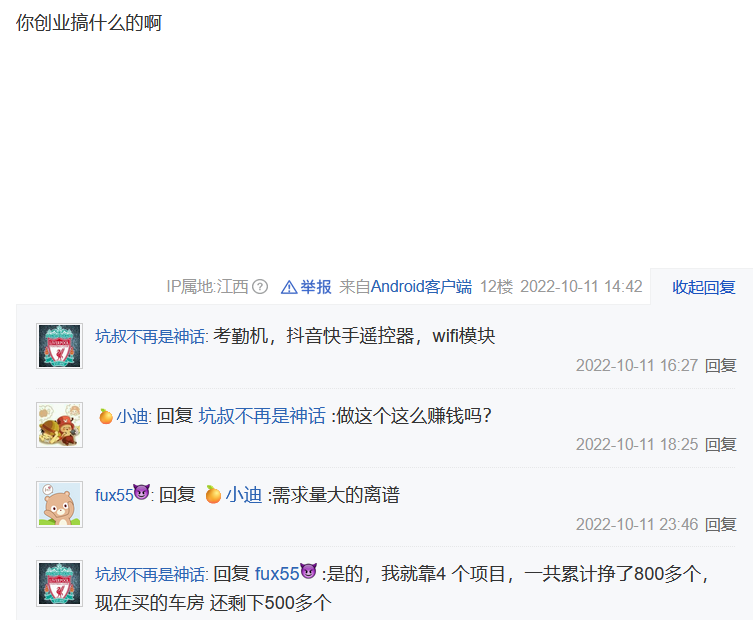 你创业搞什么的啊
IP属地:江西? 举报 来自Android客户端 12楼 2022-10-11 14:42 收起回复
坑叔不再是神话: 考勤机，抖音快手遥控器，wifi模块
2022-10-11 16:27 回复
🍊小迪: 回复 坑叔不再是神话 :做这个这么赚钱吗？
2022-10-11 18:25 回复
fux55😈: 回复 🍊小迪 :需求量大的离谱
2022-10-11 23:46 回复
坑叔不再是神话: 回复 fux55😈 :是的，我就靠4 个项目，一共累计挣了800多个，
现在买的车房 还剩下500多个